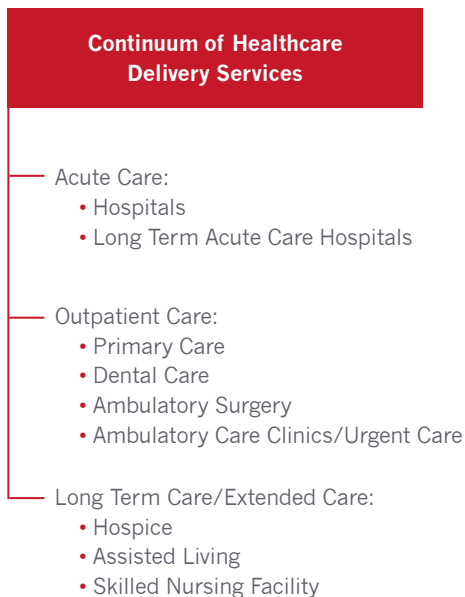 Continuum of Healthcare
Delivery Services
Acute Care:
• Hospitals
• Long Term Acute Care Hospitals
Outpatient Care:
• Primary Care
• Dental Care
• Ambulatory Surgery
• Ambulatory Care Clinics/Urgent Care
Long Term Care/Extended Care:
• Hospice
• Assisted Living
• Skilled Nursing Facility